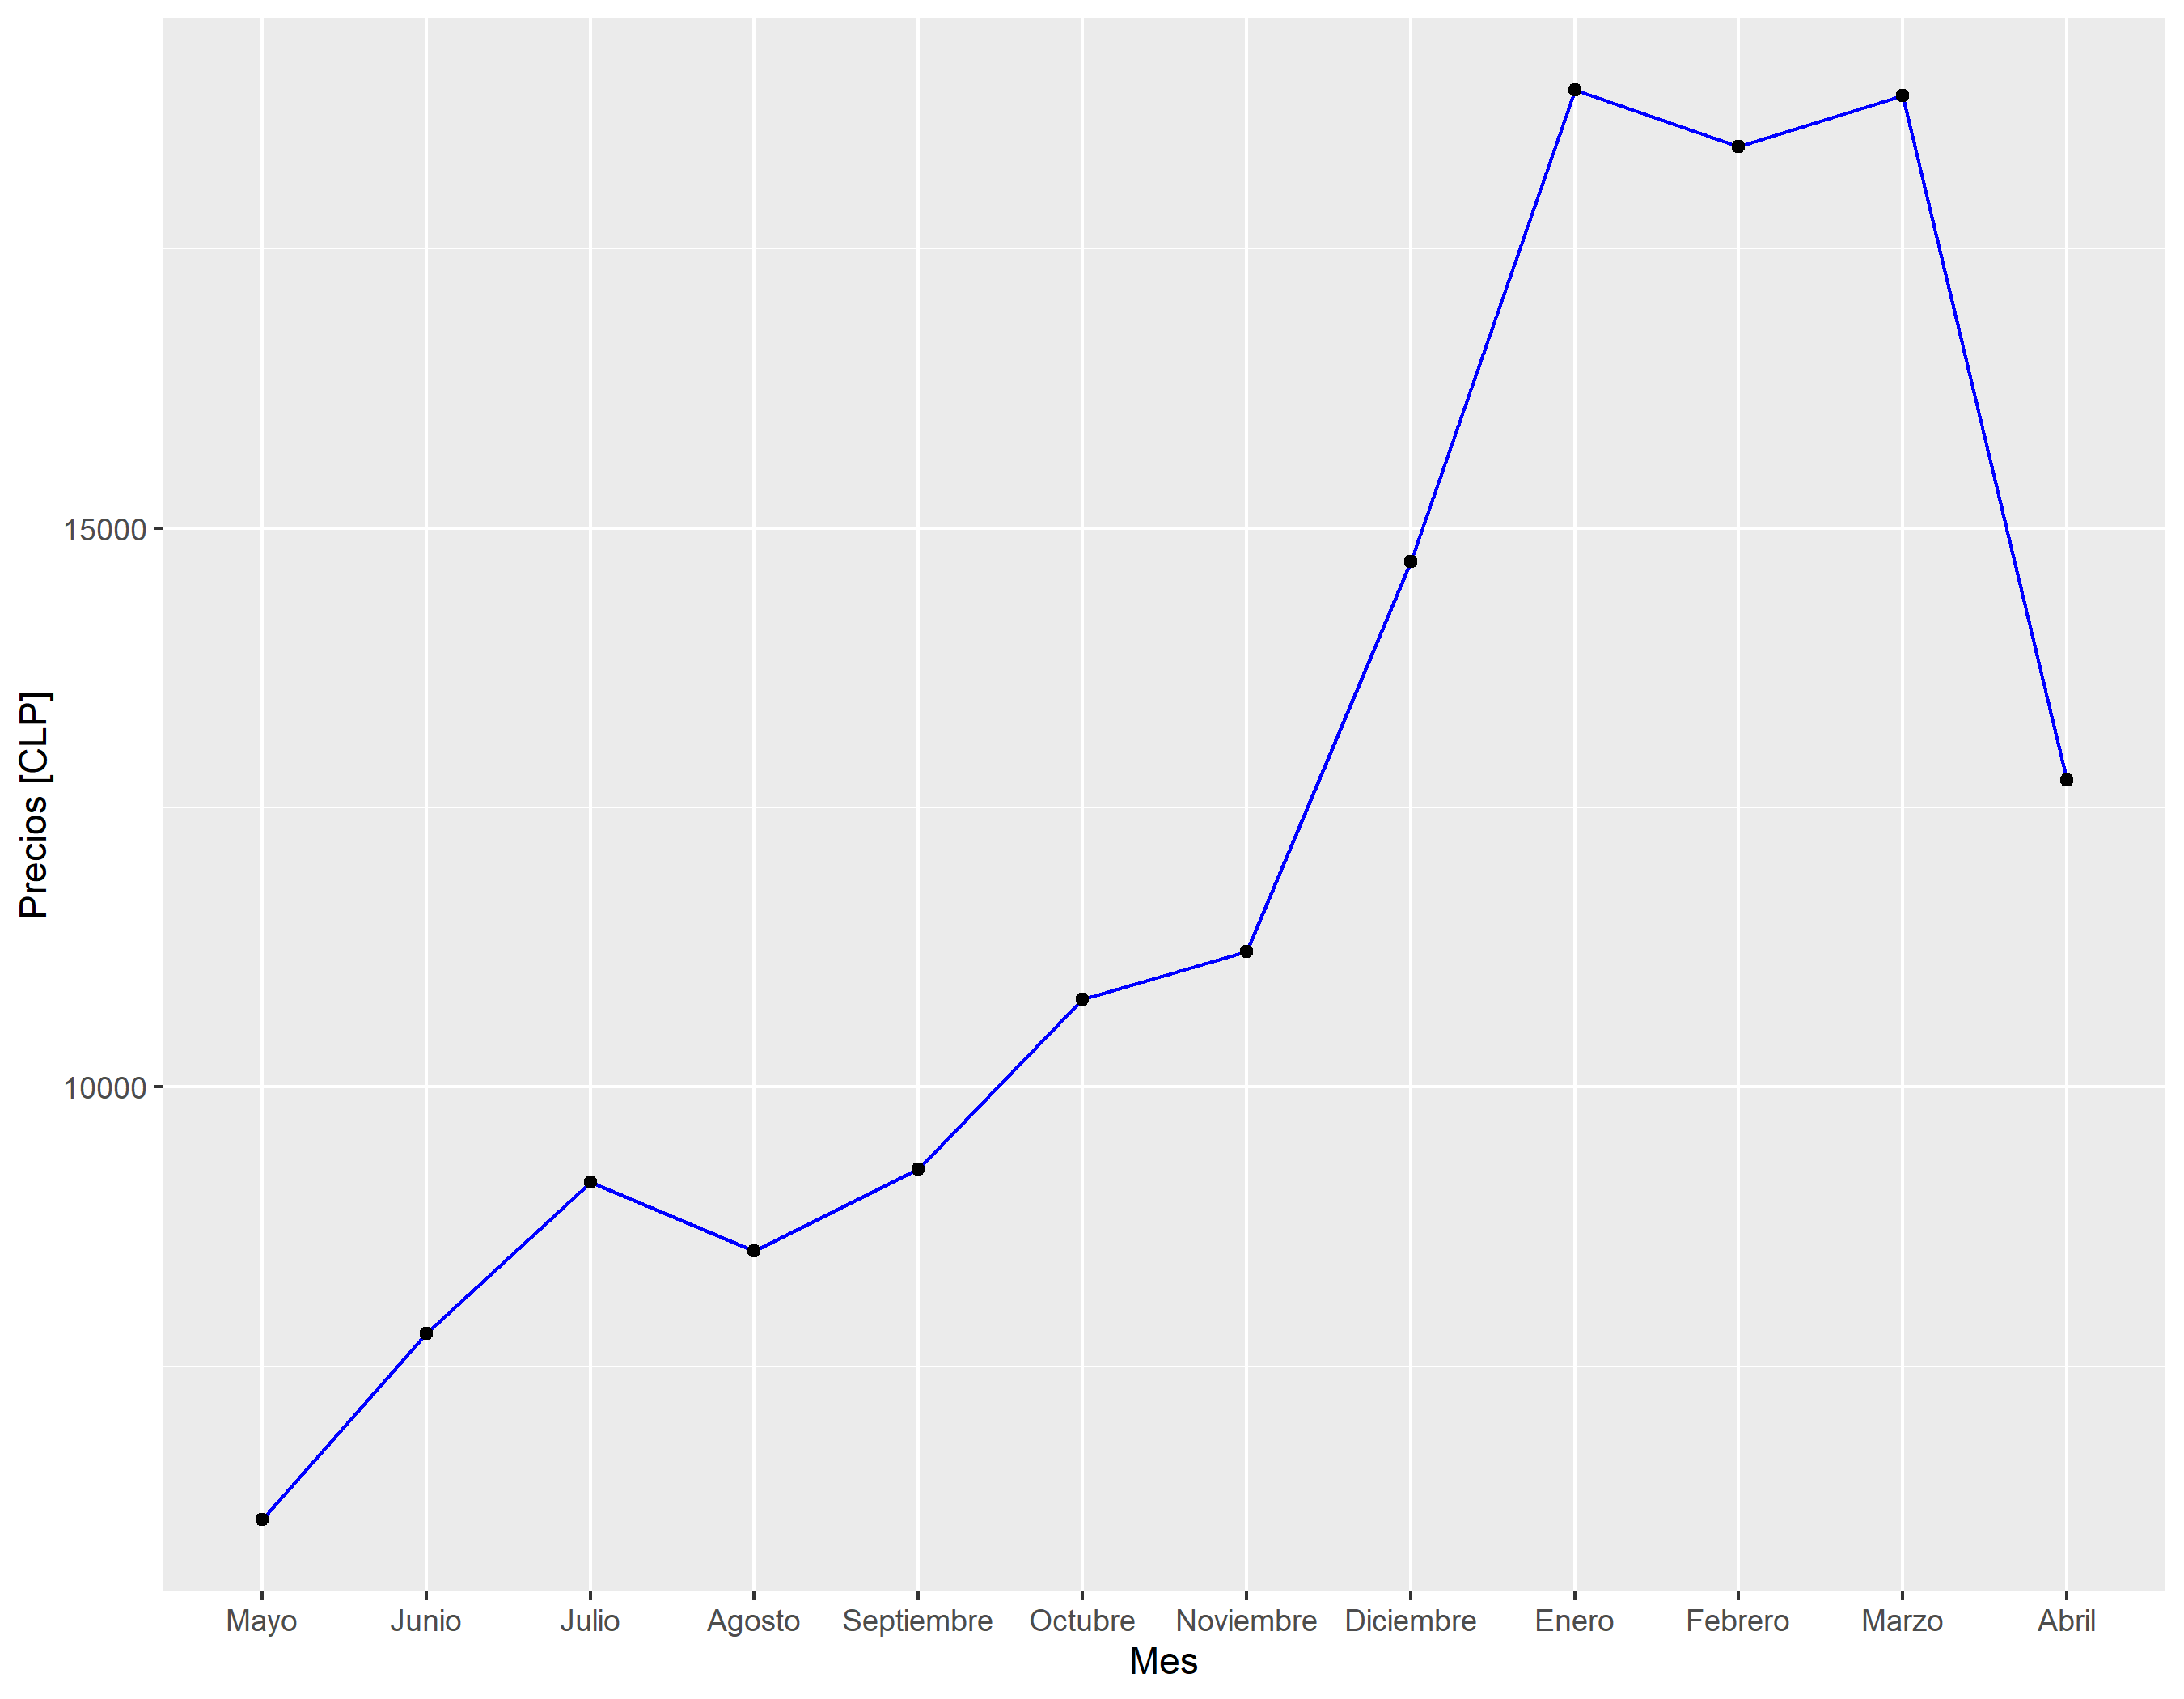 Precios [CLP]
15000
10000
Mayo Junio Julio Agosto Septiembre Octubre Noviembre Diciembre Enero Febrero Marzo Abril
Mes